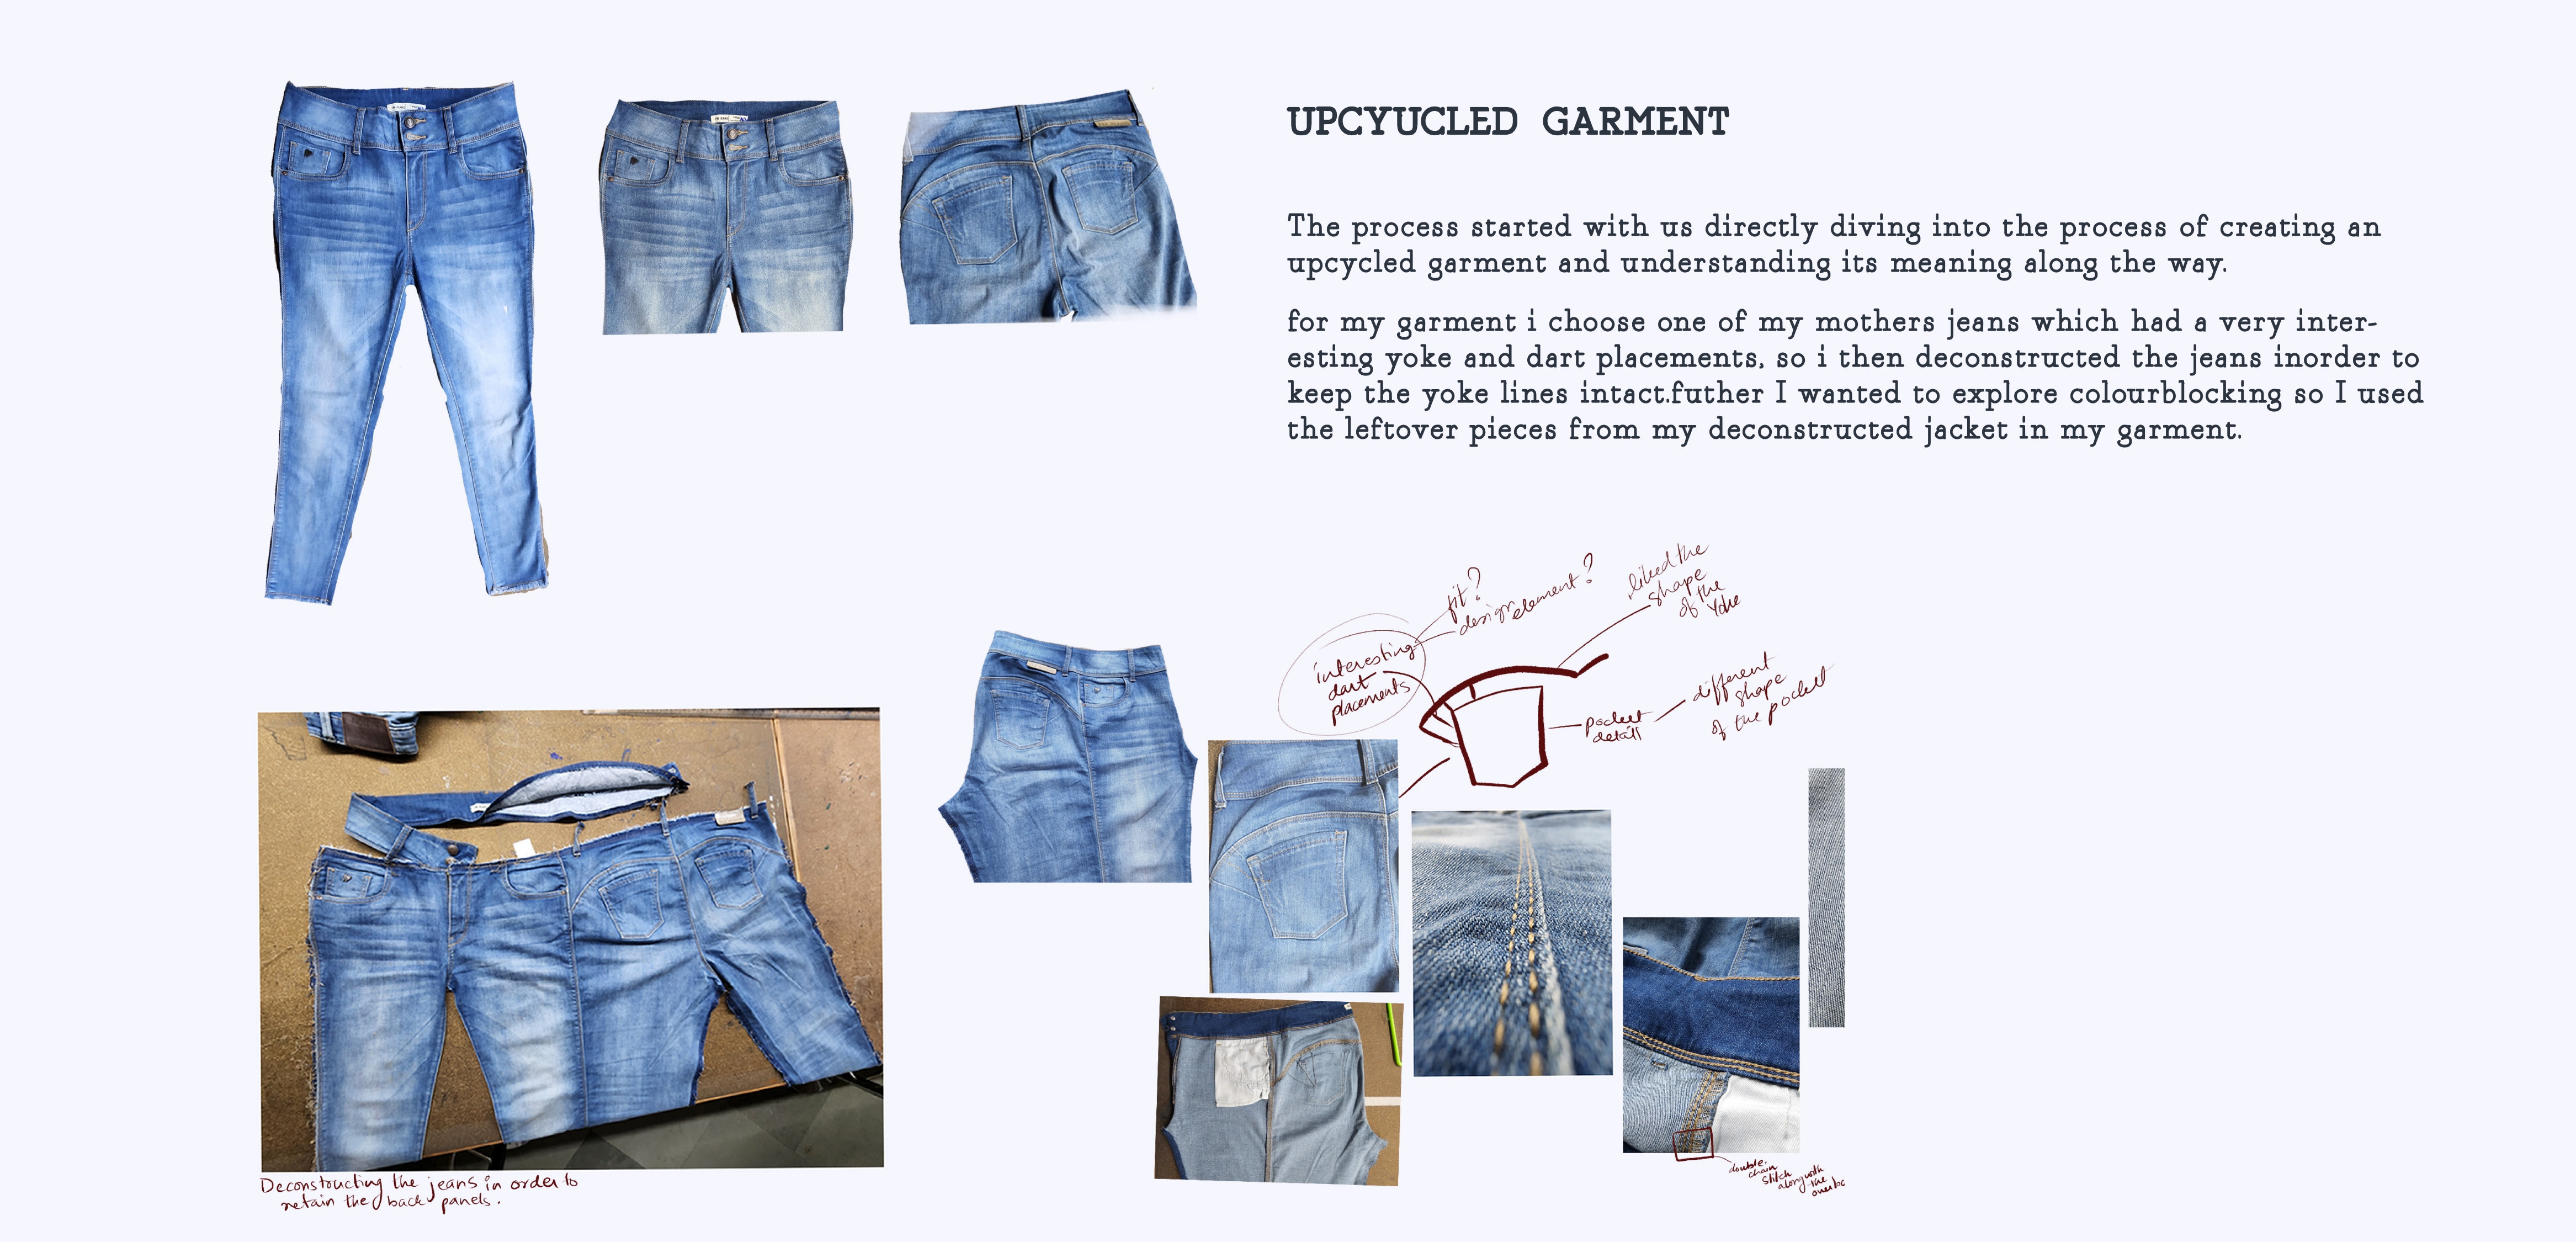 UPCYUCLED GARMENT
The process started with us directly diving into the process of creating an
upcycled garment and understanding its meaning along the way.
for my garment i choose one of my mothers jeans which had a very inter-
esting yoke and dart placements, so i then deconstructed the jeans inorder to
keep the yoke lines intact.futher I wanted to explore colourblocking so I used
the leftover pieces from my deconstructed jacket in my garment.
fit?
design element?
liked the
shape
of the
Yoke
interesting
dart
placements
pocket
detail
different
shape
of the pocket
Deconstructing the jeans in order to
retain the back panels.
double-
chain
stitch
along with
the